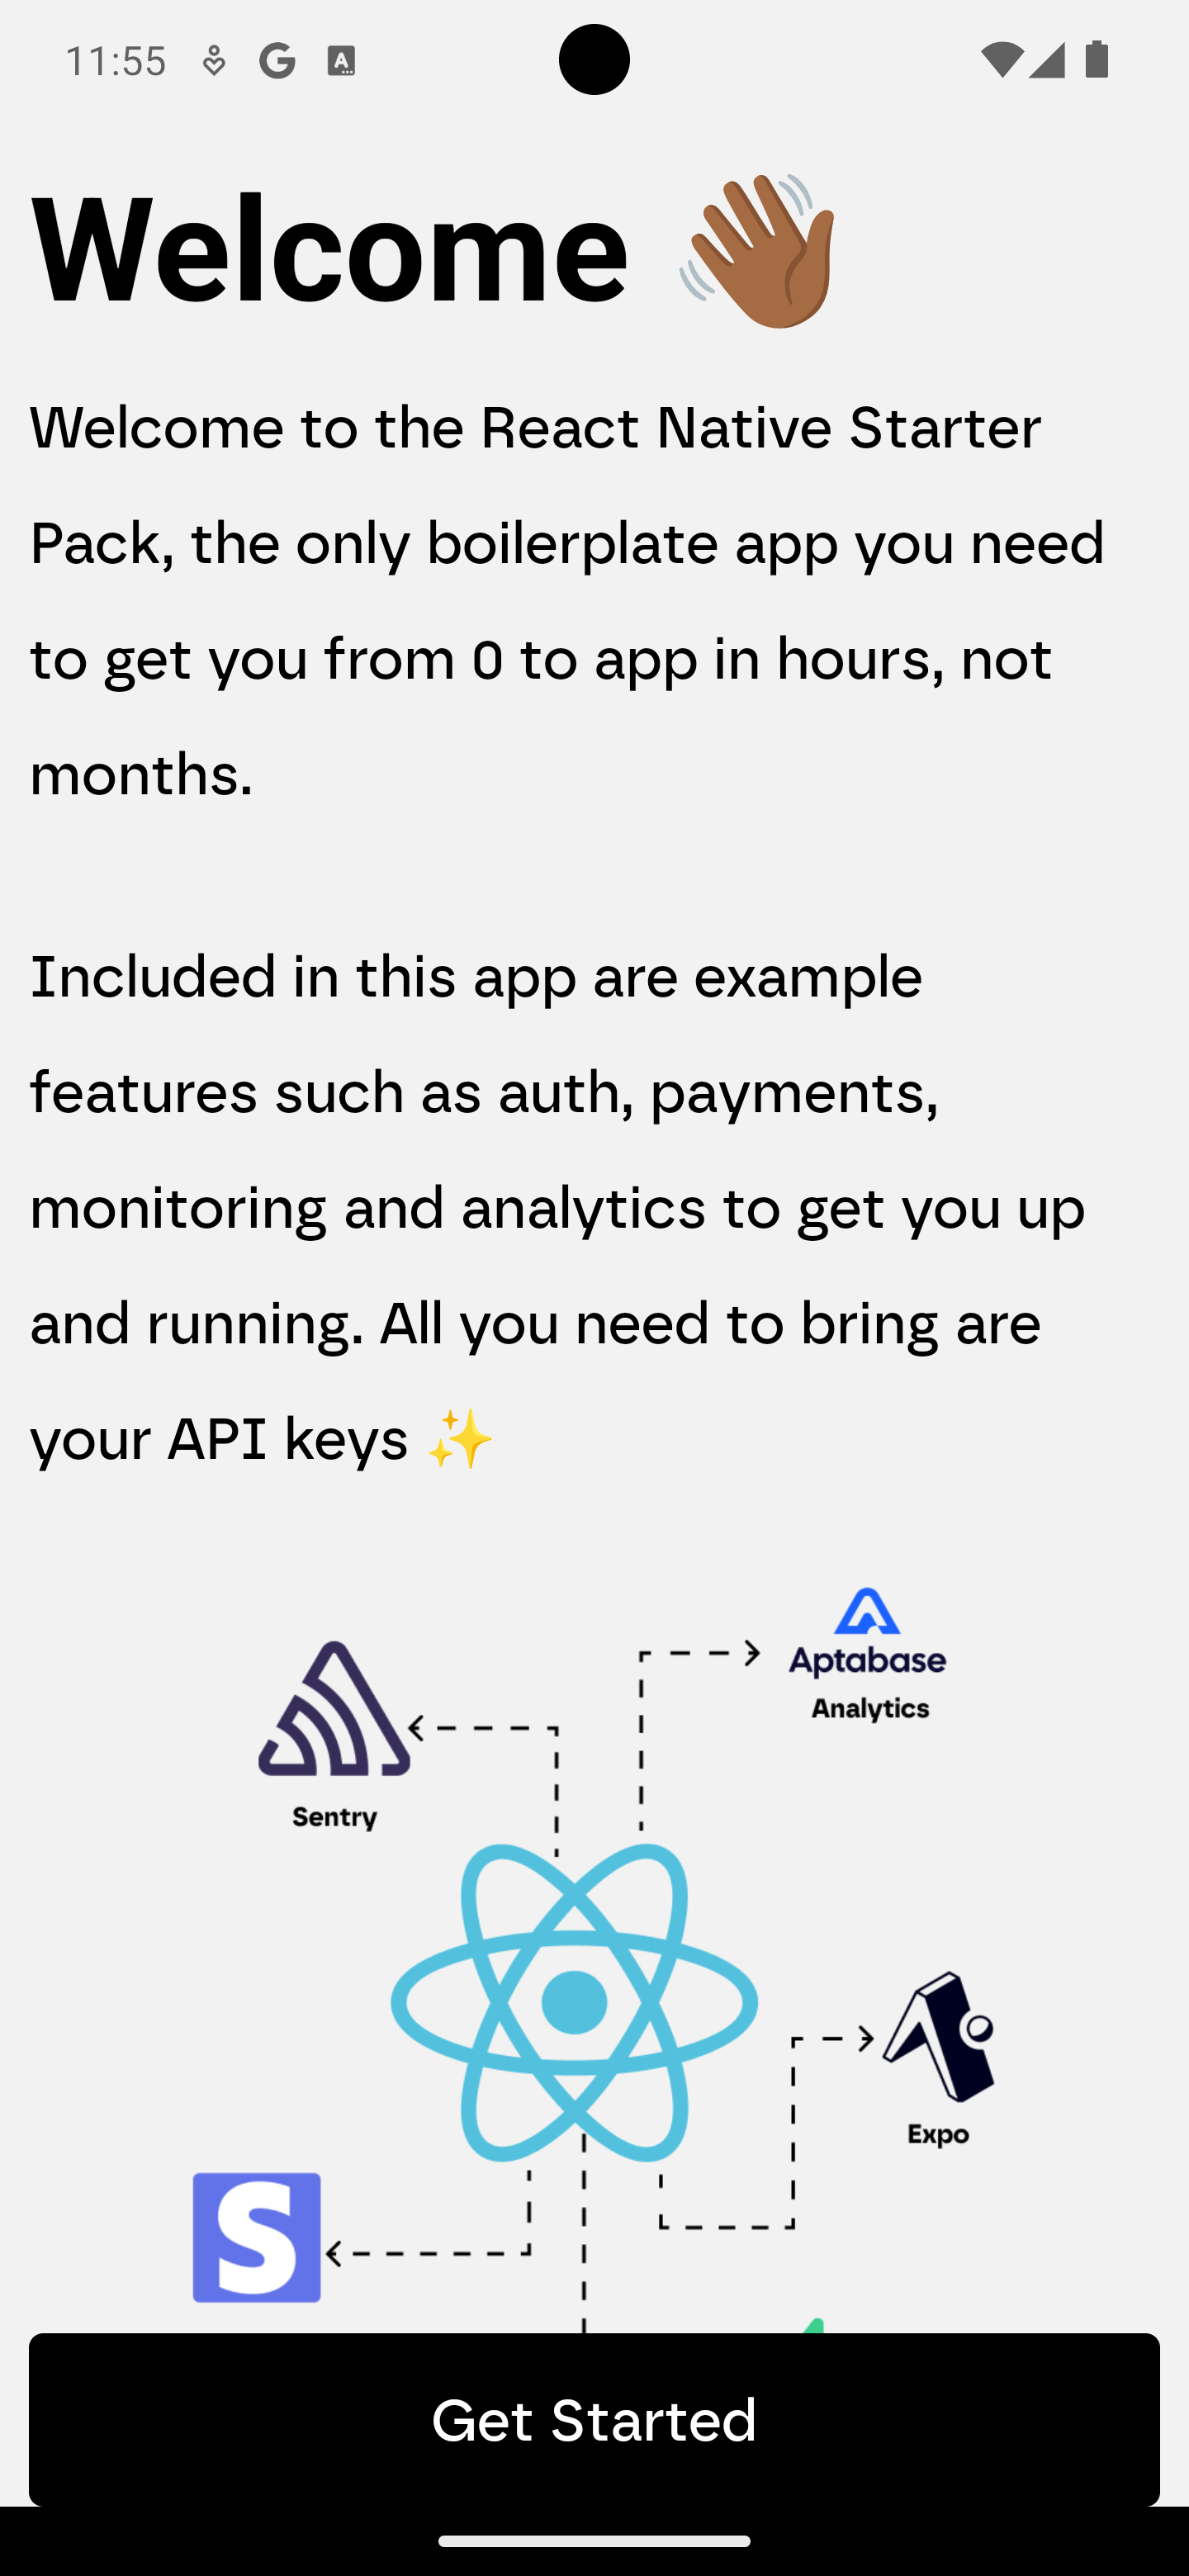 11:55
Welcome 👋🏾
Welcome to the React Native Starter
Pack, the only boilerplate app you need
to get you from 0 to app in hours, not
months.
Included in this app are example
features such as auth, payments,
monitoring and analytics to get you up
and running. All you need to bring are
your API keys ✨
Aptabase
Analytics
Sentry
Expo
S
Get Started